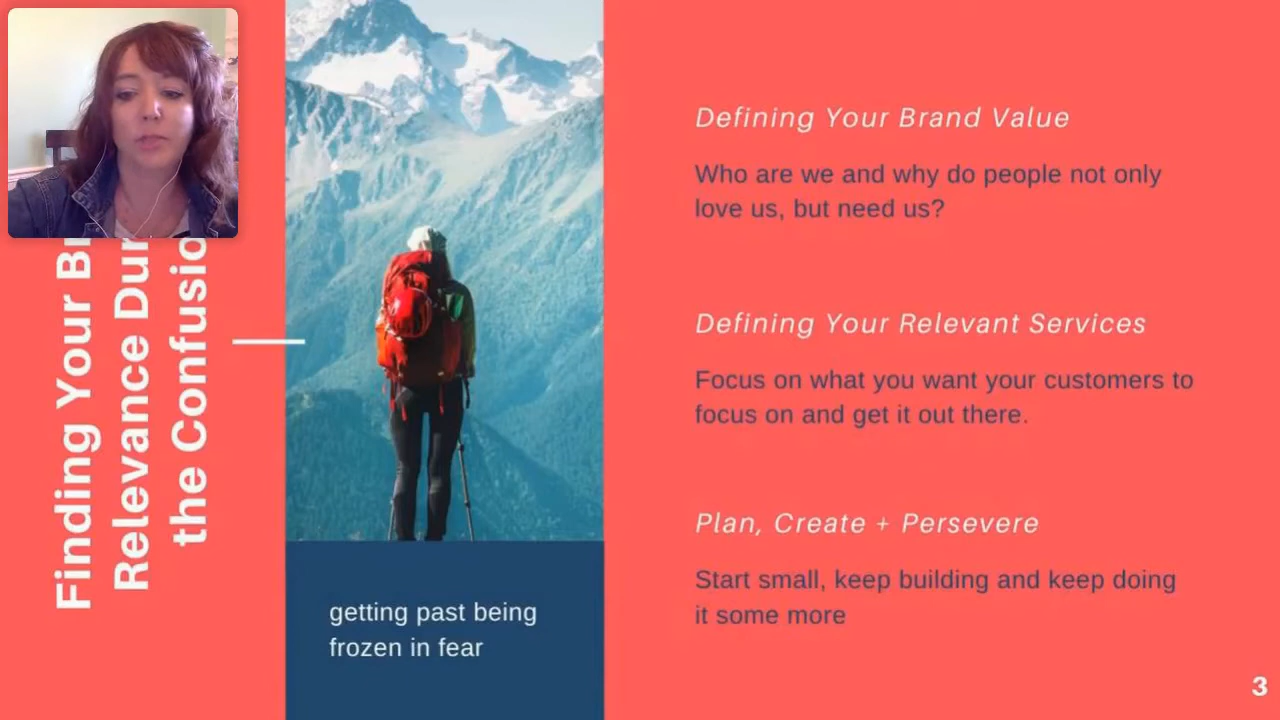 Finding Your
Relevance
the
getting past being
frozen in fear
Defining Your Brand Value
Who are we and why do people not only
love us, but need us?
Defining Your Relevant Services
Focus on what you want your customers to
focus on and get it out there.
Plan, Create + Persevere
Start small, keep building and keep doing
it some more
3